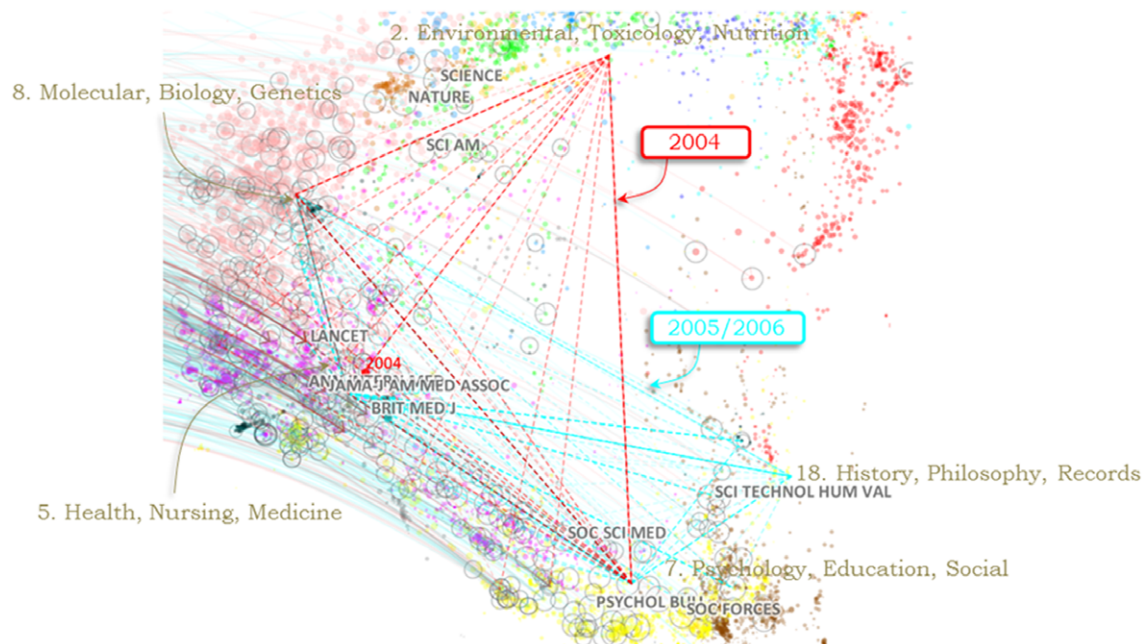 2. Environmental, Toxicology, Nutrition
SCIENCE
8. Molecular, Biology, Genetics
NATURE
SCI AM
2004
2005/2006
LANCET
2004
JAMA J AM MED ASSOC
BRIT MED J
18. History, Philosophy, Records
SCI TECHNOL HUM VAL
5. Health, Nursing, Medicine
SOC SCI MED
7. Psychology, Education, Social
PSYCHOL BULL
SOC FORCES